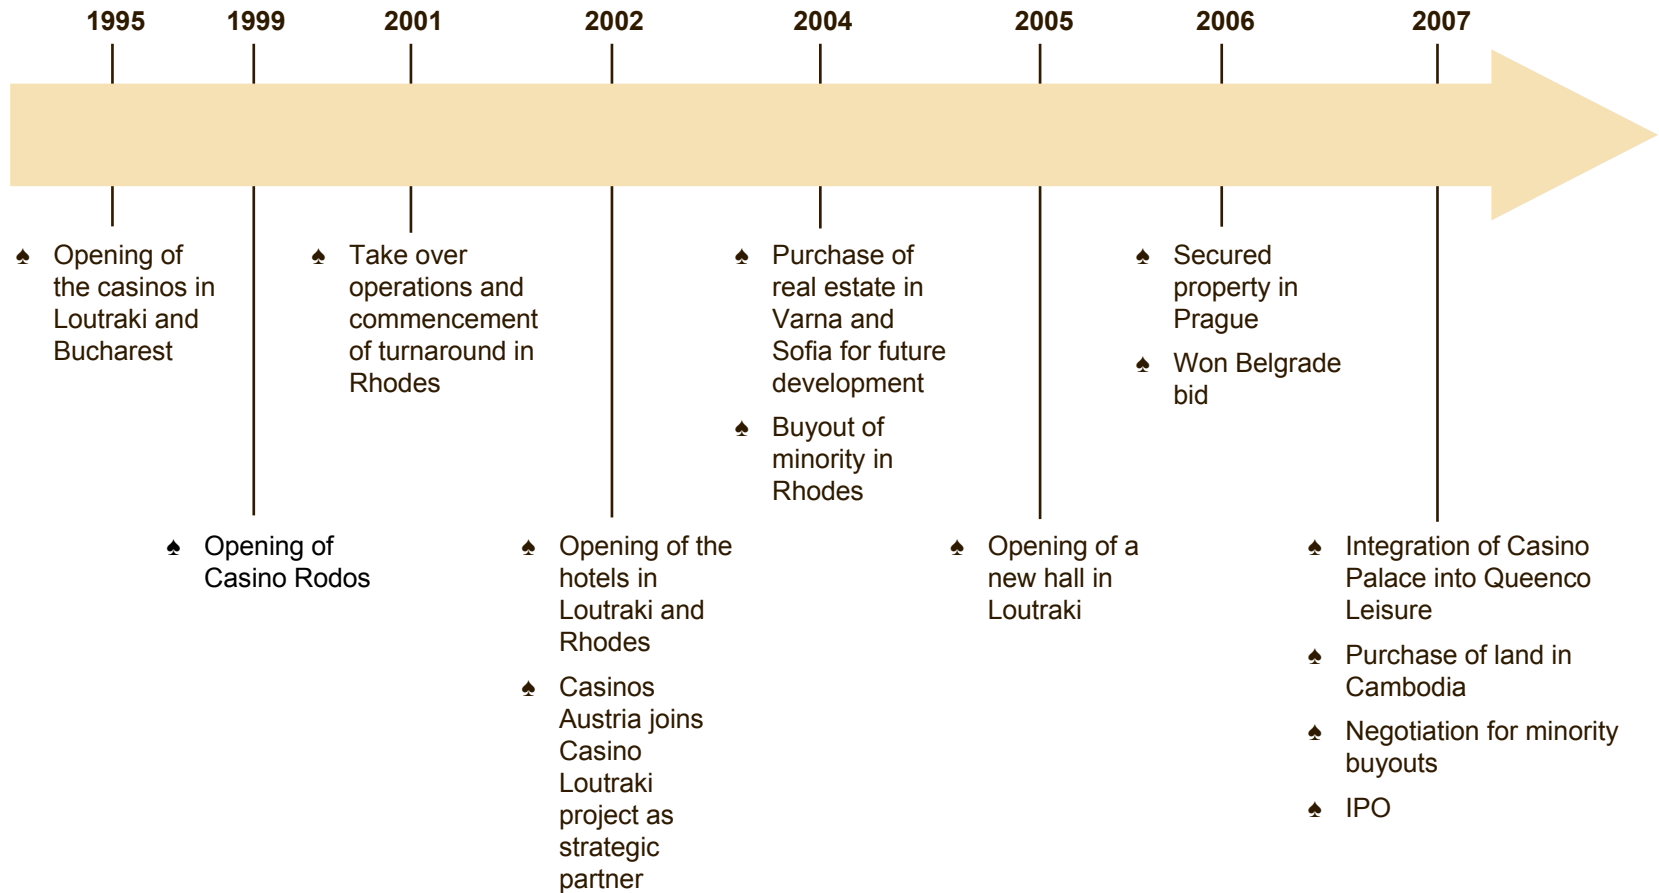 1995 1999 2001 2002 2004 2005 2006 2007
♠ Opening of
the casinos in
Loutraki and
Bucharest
♠ Opening of
Casino Rodos
♠ Take over
operations and
commencement
of turnaround in
Rhodes
♠ Opening of the
hotels in
Loutraki and
Rhodes
♠ Casinos
Austria joins
Casino
Loutraki
project as
strategic
partner
♠ Purchase of
real estate in
Varna and
Sofia for future
development
♠ Buyout of
minority in
Rhodes
♠ Opening of a
new hall in
Loutraki
♠ Secured
property in
Prague
♠ Won Belgrade
bid
♠ Integration of Casino
Palace into Queenco
Leisure
♠ Purchase of land in
Cambodia
♠ Negotiation for minority
buyouts
♠ IPO